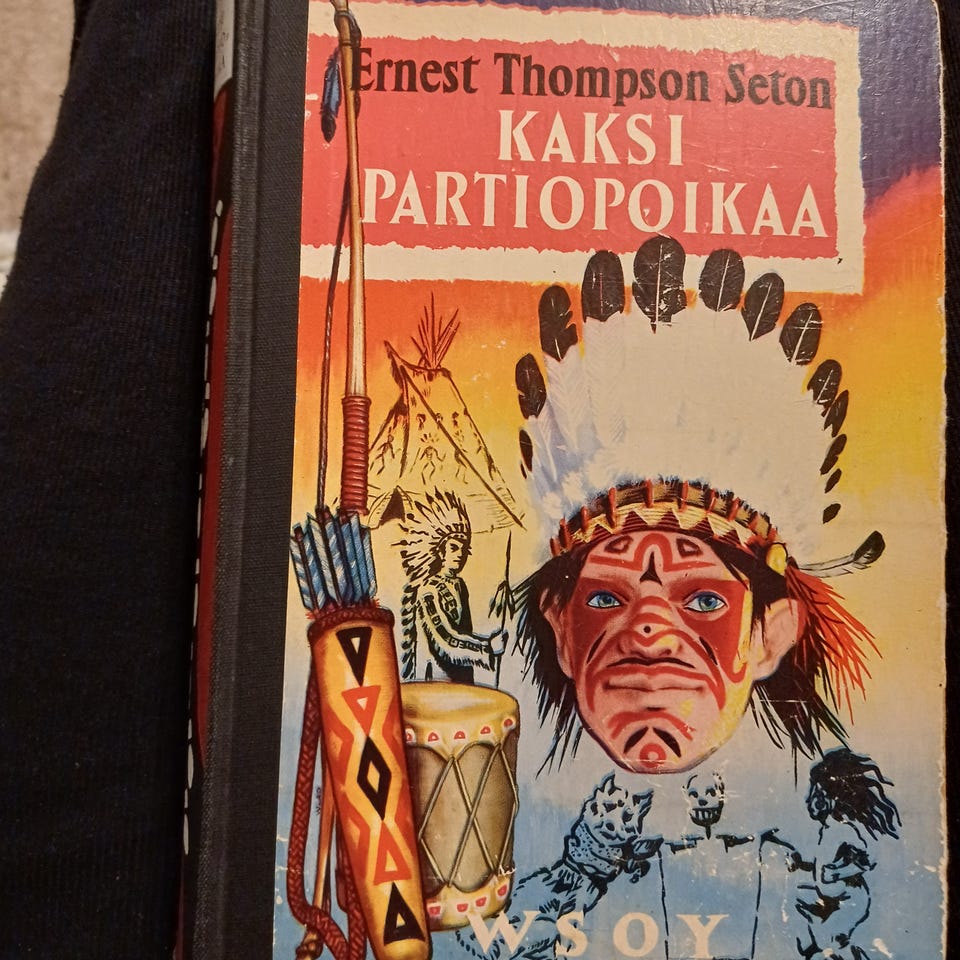 Ernest Thompson Seton
KAKSI
PARTIOPOIKAA
WSOY